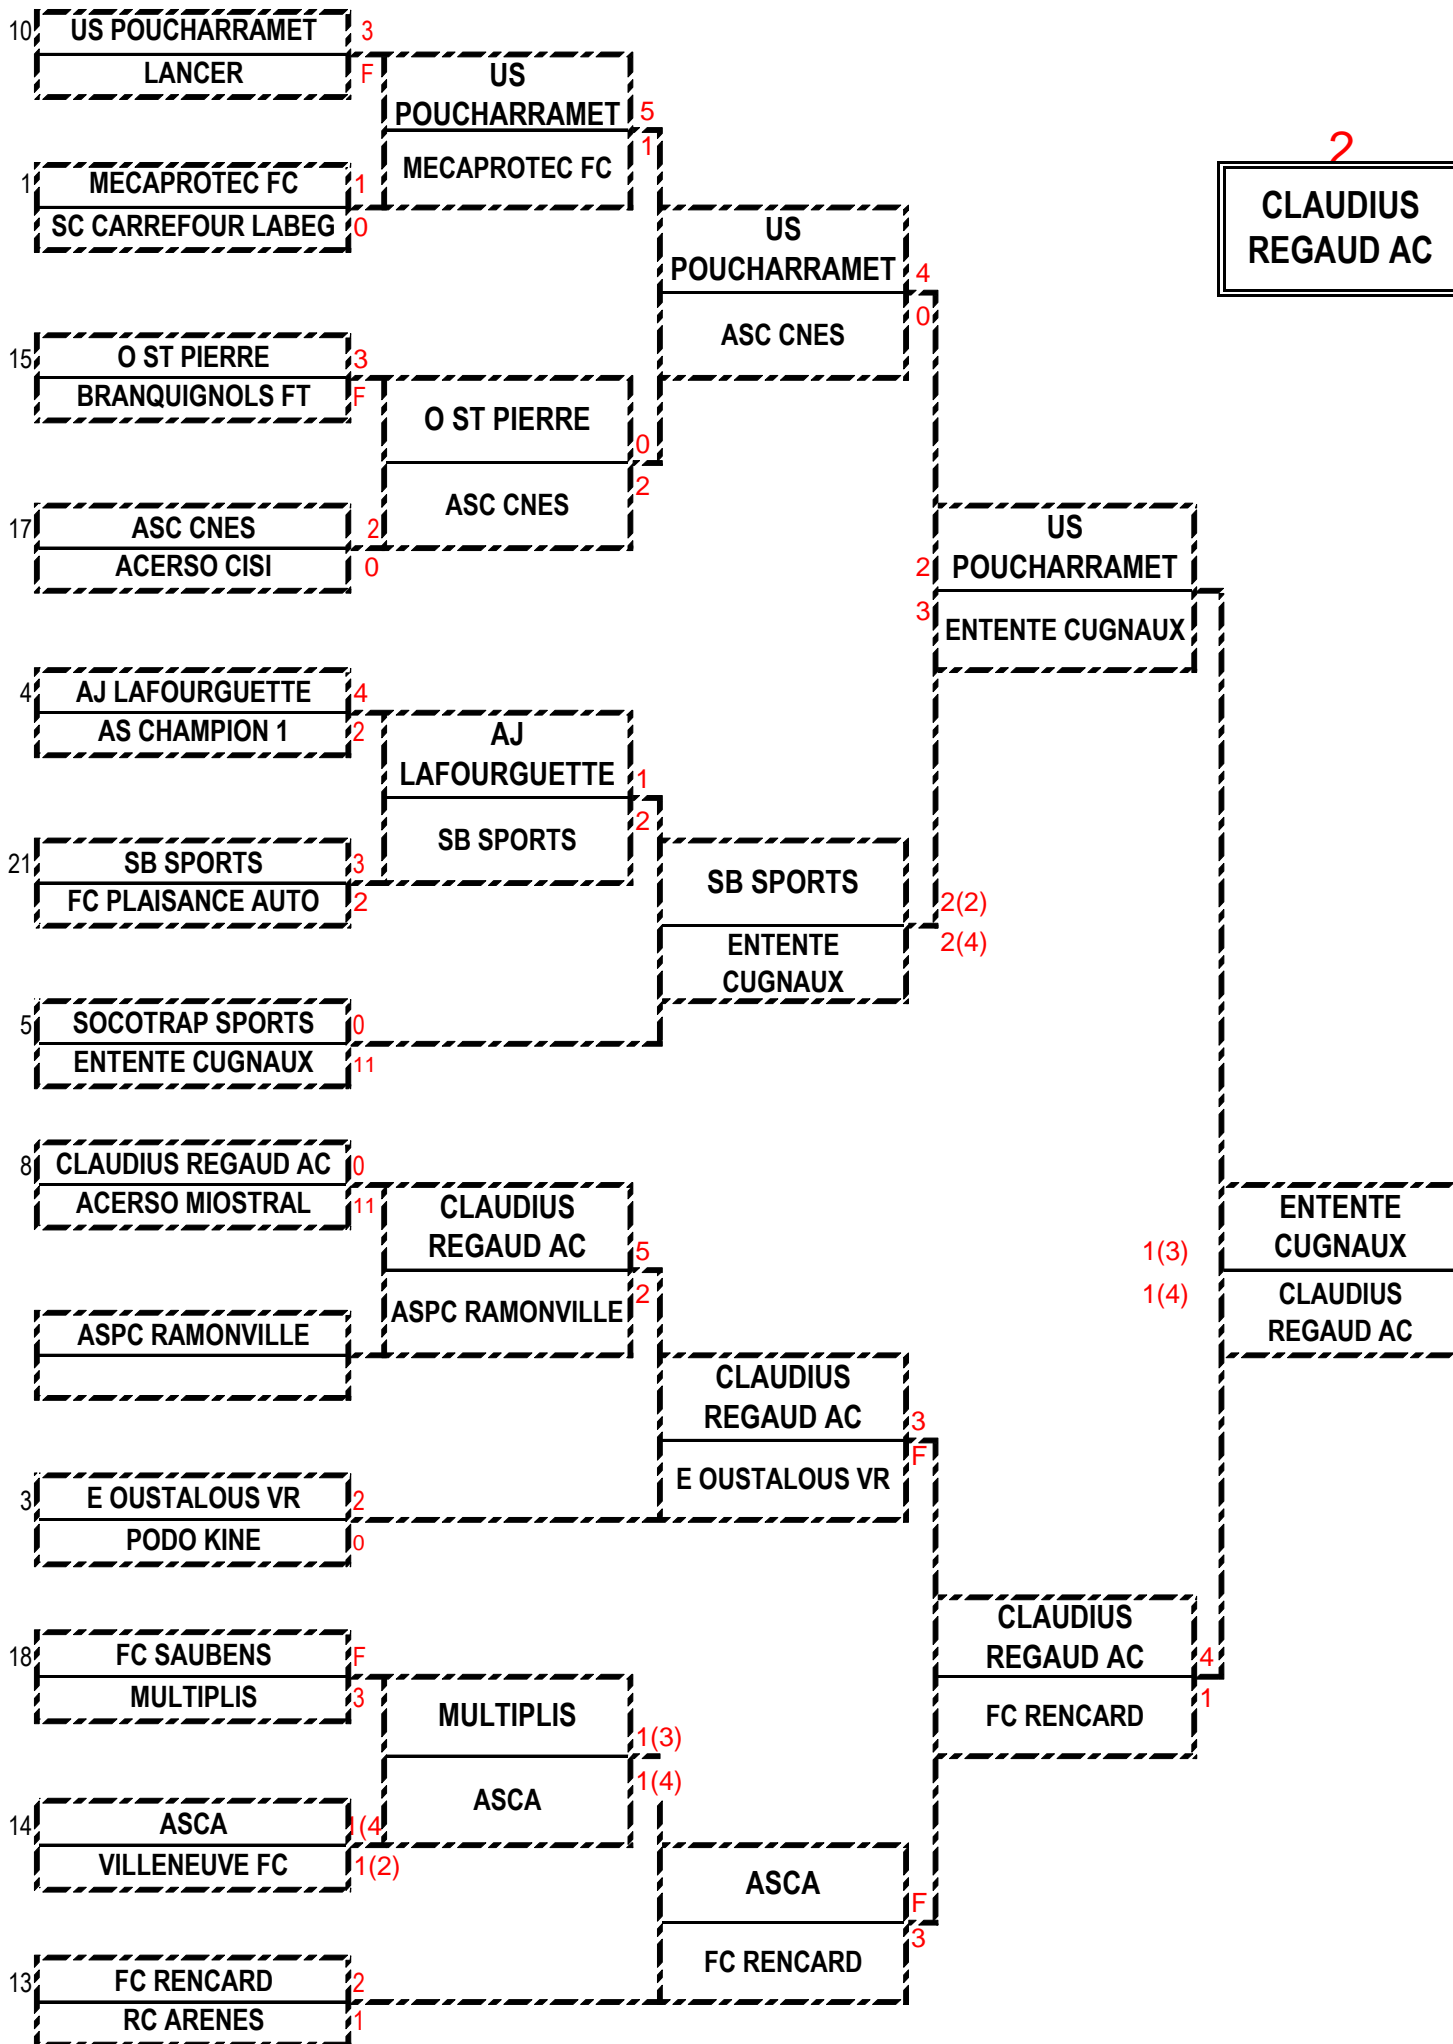 10 US POUCHARRAMET 3
LANCER F
US
POUCHARRAMET 5
1
MECAPROTEC FC
1 MECAPROTEC FC 1
SC CARREFOUR LABEG 0
2
CLAUDIUS
REGAUD AC
US
POUCHARRAMET 4
0
ASC CNES
15 O ST PIERRE 3
BRANQUIGNOLS FT F
O ST PIERRE 0
ASC CNES 2
17 ASC CNES 2
ACERSO CISI 0
US
2 POUCHARRAMET
3 ENTENTE CUGNAUX
4 AJ LAFOURGUETTE 4
AS CHAMPION 1 2
AJ
LAFOURGUETTE 1
2
SB SPORTS
21 SB SPORTS 3
FC PLAISANCE AUTO 2
SB SPORTS 2(2)
2(4)
ENTENTE
CUGNAUX
5 SOCOTRAP SPORTS 0
ENTENTE CUGNAUX 11
8 CLAUDIUS REGAUD AC 0
ACERSO MIOSTRAL 11
CLAUDIUS
REGAUD AC 5
2
ASPC RAMONVILLE
ENTENTE
1(3) CUGNAUX
1(4) CLAUDIUS
REGAUD AC
ASPC RAMONVILLE
CLAUDIUS
REGAUD AC 3
F
E OUSTALOUS VR
3 E OUSTALOUS VR 2
PODO KINE 0
CLAUDIUS
REGAUD AC 4
1
FC RENCARD
18 FC SAUBENS F
MULTIPLIS 3
MULTIPLIS 1(3)
1(4)
ASCA
14 ASCA 1(4
VILLENEUVE FC 1(2)
ASCA F
3
FC RENCARD
13 FC RENCARD 2
RC ARENES 1